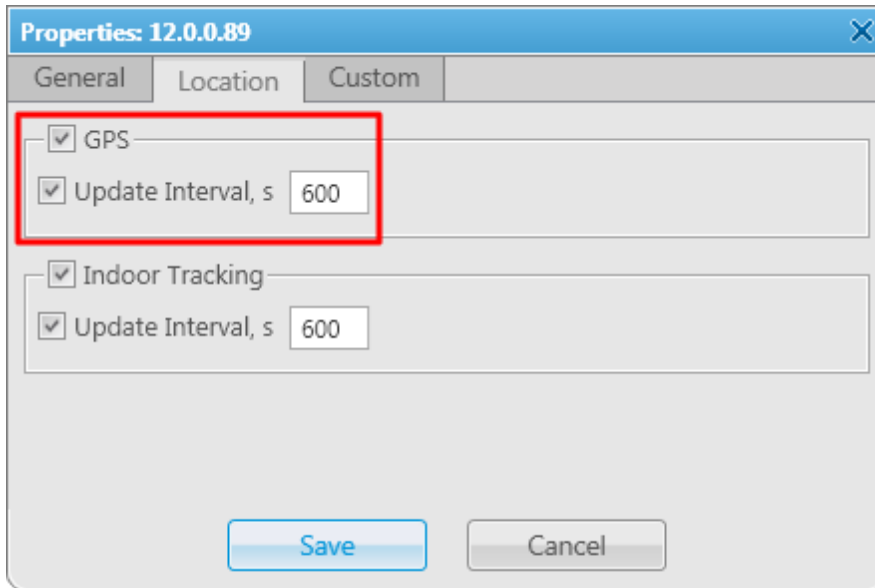 Properties: 12.0.0.89
General Location Custom
GPS
Update Interval, s 600
Indoor Tracking
Update Interval, s 600
Save Cancel